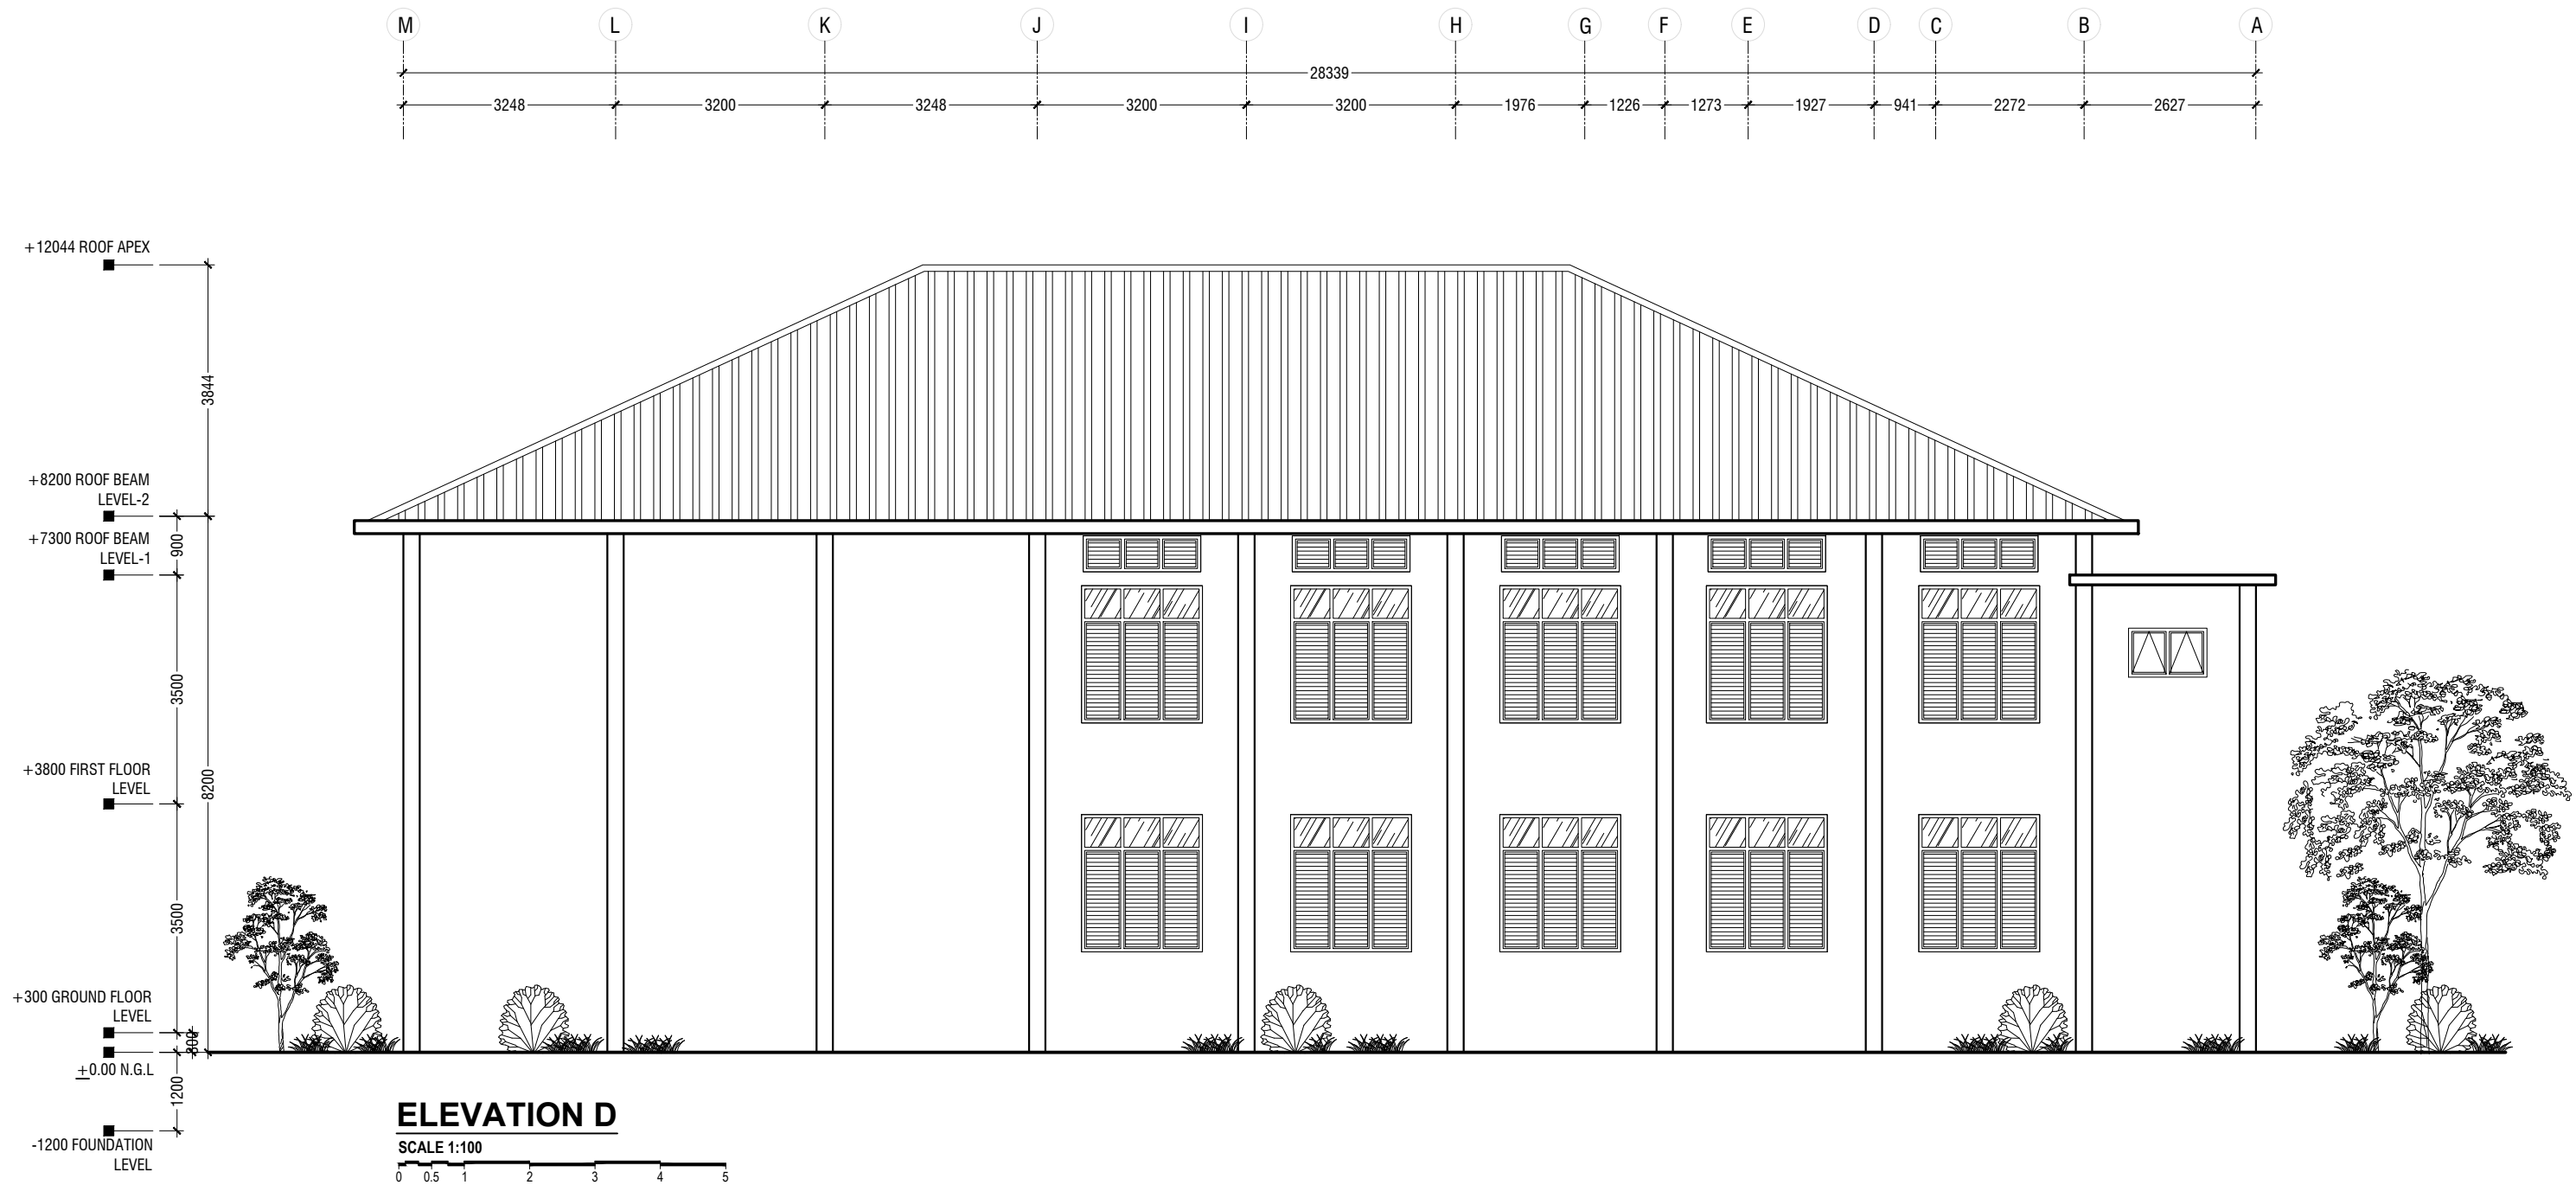 M L K J I H G F E D C B A
28339
3248 3200 3248 3200 3200 1976 1226 1273 1927 941 2272 2627
+12044 ROOF APEX
3844
+8200 ROOF BEAM
LEVEL-2
+7300 ROOF BEAM
LEVEL-1
900
3500
+3800 FIRST FLOOR
LEVEL
8200
3500
+300 GROUND FLOOR
LEVEL
300
+0.00 N.G.L
1200
-1200 FOUNDATION
LEVEL
ELEVATION D
SCALE 1:100
0 0.5 1 2 3 4 5